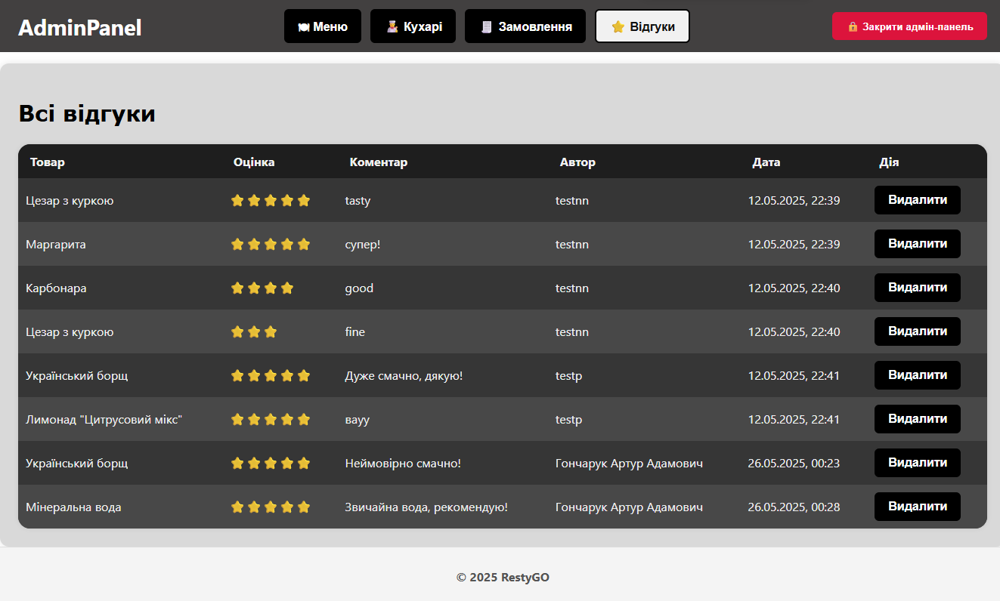 AdminPanel
🍽️ Меню
👨‍🍳 Кухарі
🧾 Замовлення
⭐ Відгуки
🔒 Закрити адмін-панель
Всі відгуки
Товар Оцінка Коментар Автор Дата Дія
Цезар з куркою ⭐⭐⭐⭐⭐ tasty testnn 12.05.2025, 22:39 Видалити
Маргарита ⭐⭐⭐⭐⭐ супер! testnn 12.05.2025, 22:39 Видалити
Карбонара ⭐⭐⭐⭐ good testnn 12.05.2025, 22:40 Видалити
Цезар з куркою ⭐⭐⭐ fine testnn 12.05.2025, 22:40 Видалити
Український борщ ⭐⭐⭐⭐⭐ Дуже смачно, дякую! testp 12.05.2025, 22:41 Видалити
Лимонад "Цитрусовий мікс" ⭐⭐⭐⭐⭐ вауу testp 12.05.2025, 22:41 Видалити
Український борщ ⭐⭐⭐⭐⭐ Неймовірно смачно! Гончарук Артур Адамович 26.05.2025, 00:23 Видалити
Мінеральна вода ⭐⭐⭐⭐⭐ Звичайна вода, рекомендую! Гончарук Артур Адамович 26.05.2025, 00:28 Видалити
© 2025 RestyGO